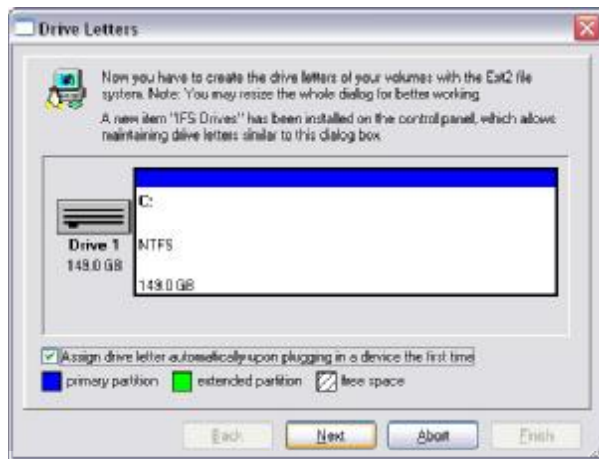 Drive Letters
Now you have to create the drive letters of your volumes with the Ext2 file
system. Note: You may resize the whole dialog for better working.
A new item "IFS Drives" has been installed on the control panel, which allows
maintaining drive letters similar to this dialog box.
C:
Drive 1
NTFS
149.0 GB
149.0 GB
Assign drive letter automatically upon plugging in a device the first time
primary partition extended partition free space
Back Next Abort Finish